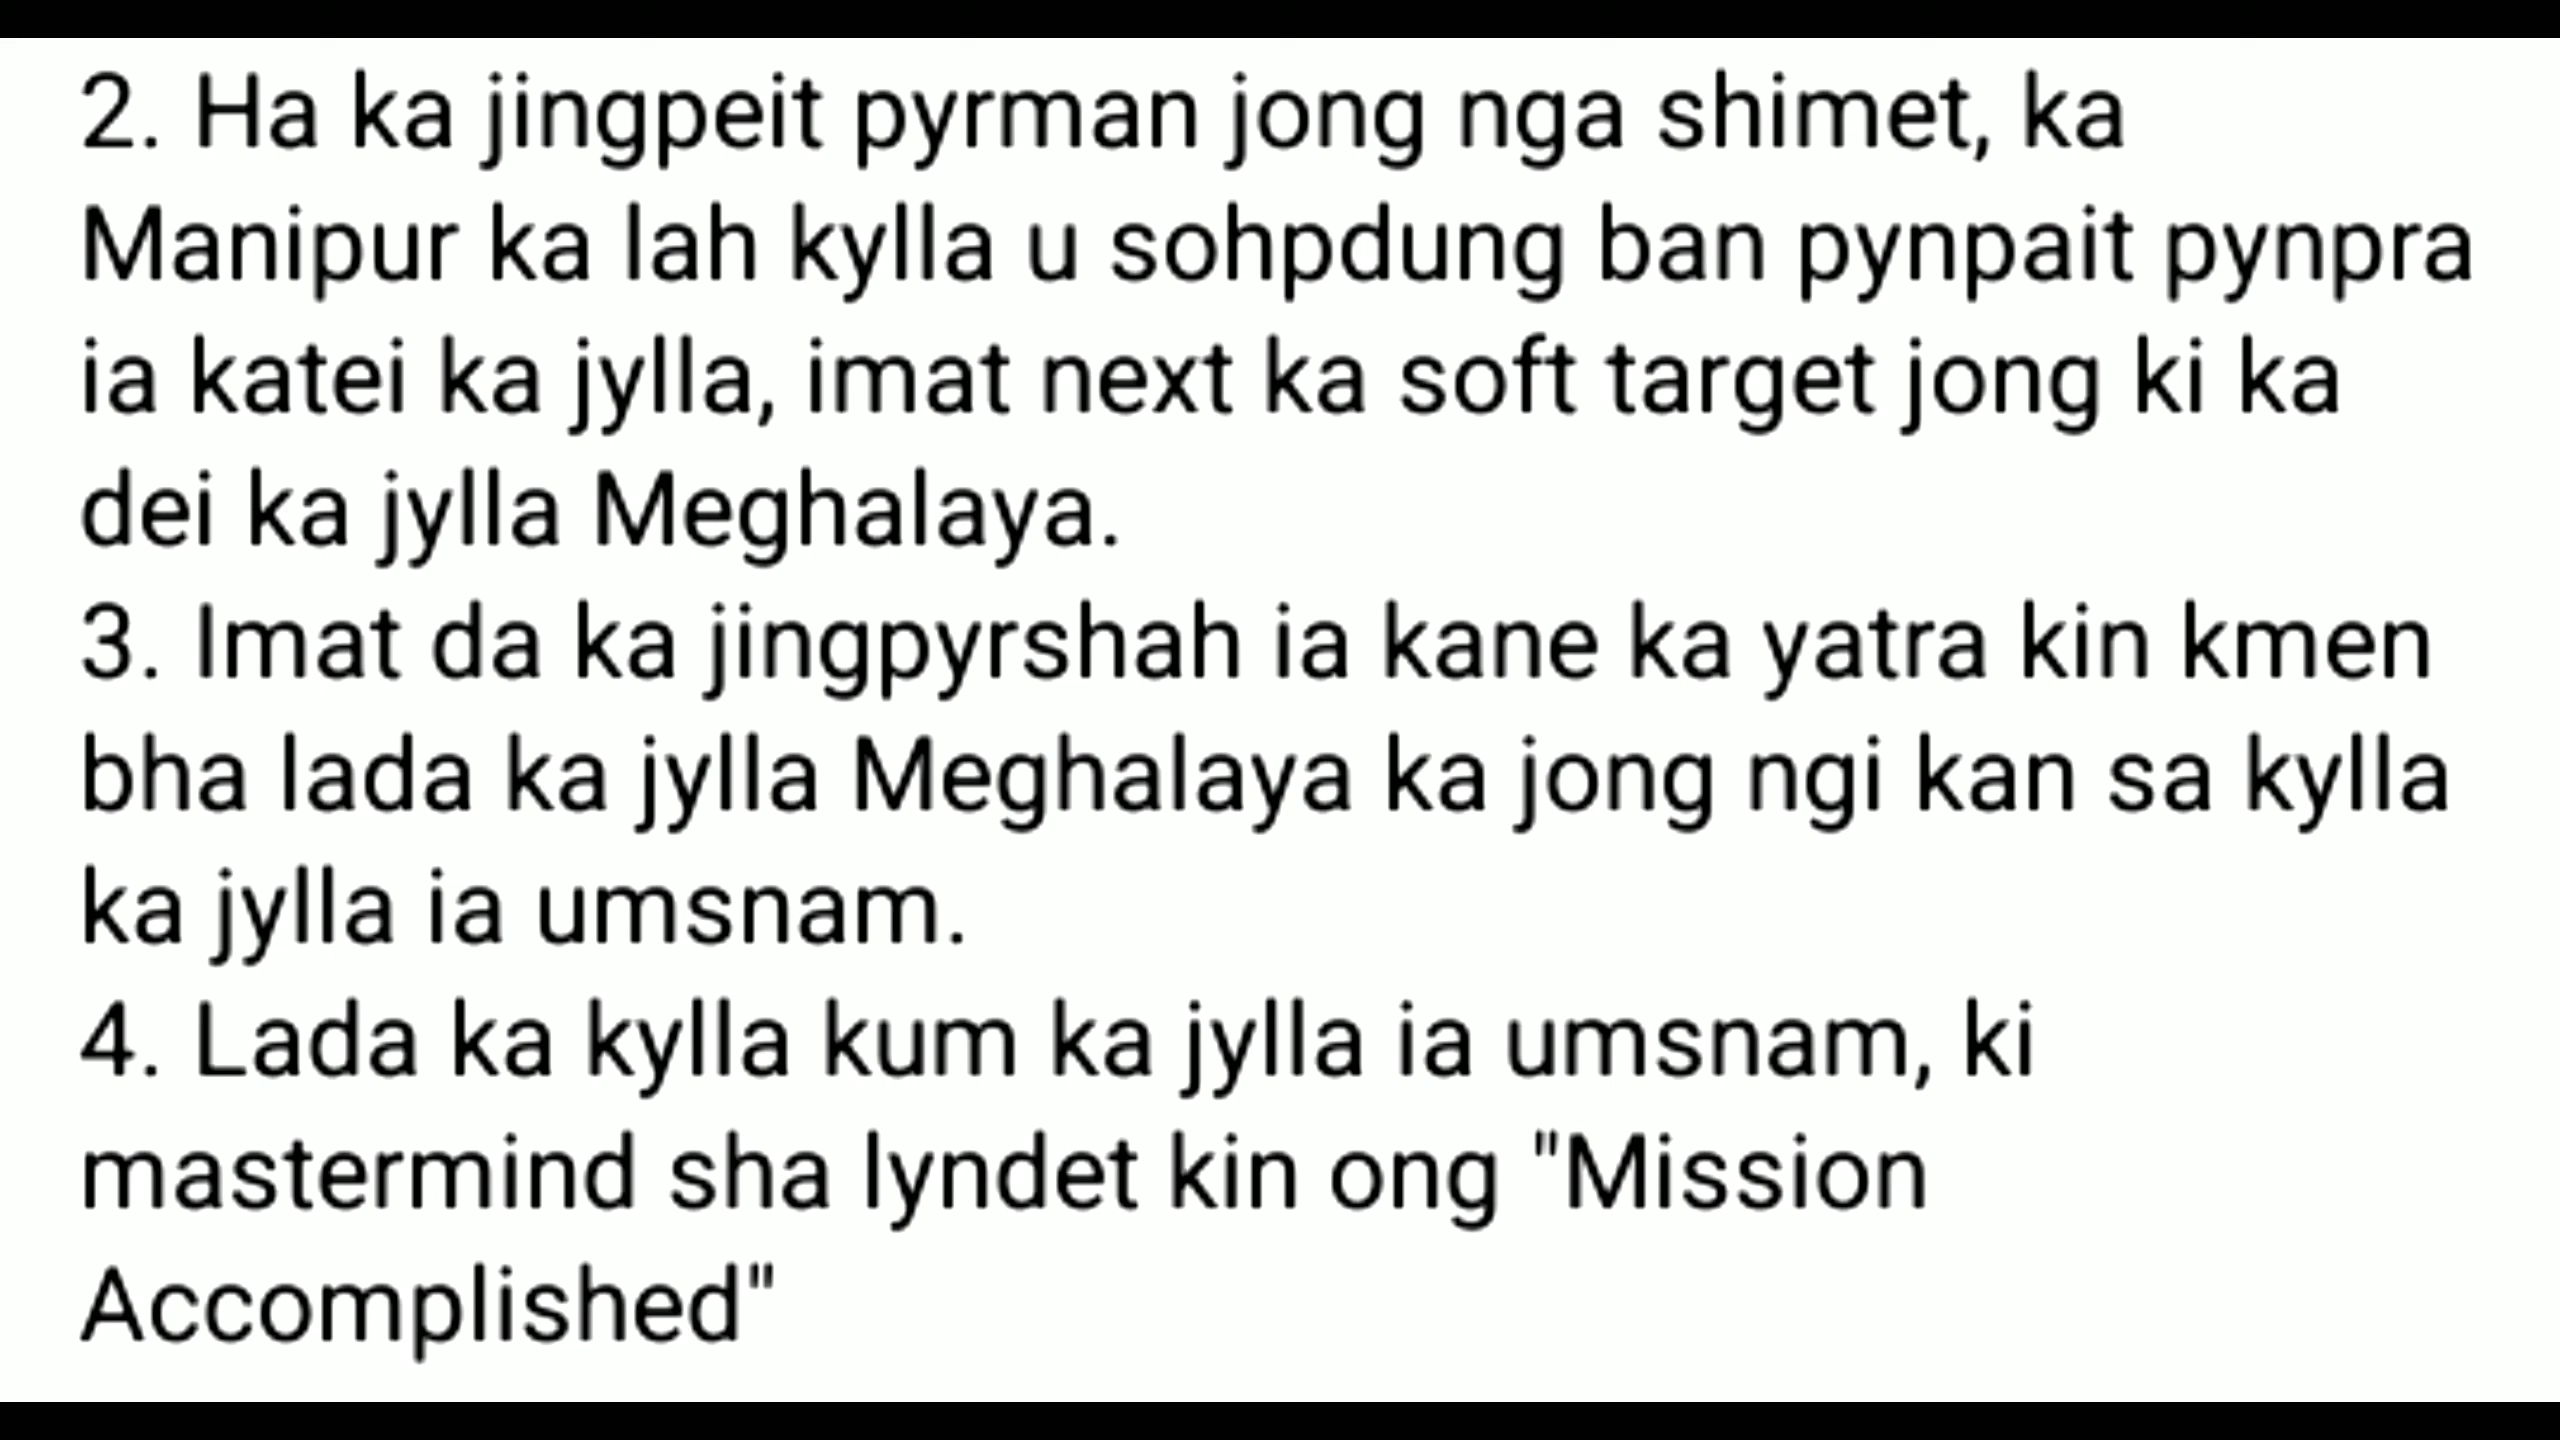 2. Ha ka jingpeit pyrman jong nga shimet, ka
Manipur ka lah kylla u sohpdung ban pynpait pynpra
ia katei ka jylla, imat next ka soft target jong ki ka
dei ka jylla Meghalaya.
3. Imat da ka jingpyrshah ia kane ka yatra kin kmen
bha lada ka jylla Meghalaya ka jong ngi kan sa kylla
ka jylla ia umsnam.
4. Lada ka kylla kum ka jylla ia umsnam, ki
mastermind sha lyndet kin ong "Mission
Accomplished"